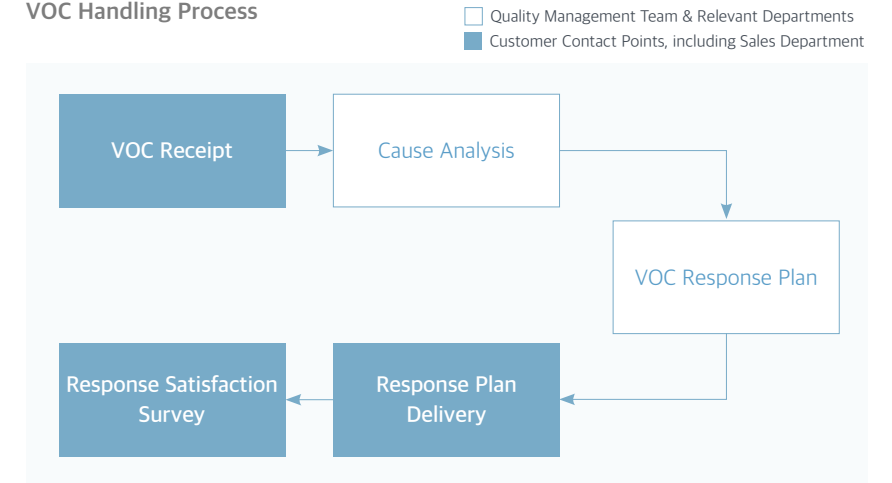 VOC Handling Process
Quality Management Team & Relevant Departments
Customer Contact Points, including Sales Department
VOC Receipt
Cause Analysis
VOC Response Plan
Response Plan
Delivery
Response Satisfaction
Survey